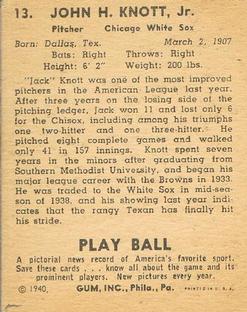 13. JOHN H. KNOTT, Jr.
Pitcher Chicago White Sox
Born: Dallas, Tex. March 2, 1907
Bats: Right Throws: Right
Height: 6' 2" Weight: 200 lbs.
"Jack" Knott was one of the most improved
pitchers in the American League last year.
After three years on the losing side of the
pitching ledger, Jack won 11 and lost only 6
for the Chisox, including among his triumphs
one two-hitter and one three-hitter. He
pitched eight complete games and walked
only 41 in 157 innings. Knott spent seven
years in the minors after graduating from
Southern Methodist University, and began his
major league career with the Browns in 1933.
He was traded to the White Sox in mid-sea-
son of 1938, and his showing last year indi-
cates that the rangy Texan has finally hit
his stride.
PLAY BALL
A pictorial news record of America's favorite sport.
Save these cards . . . know all about the game and its
prominent players. New pictures every year.
© 1940, GUM, INC., Phila., Pa. PRINTED IN U. S. A.